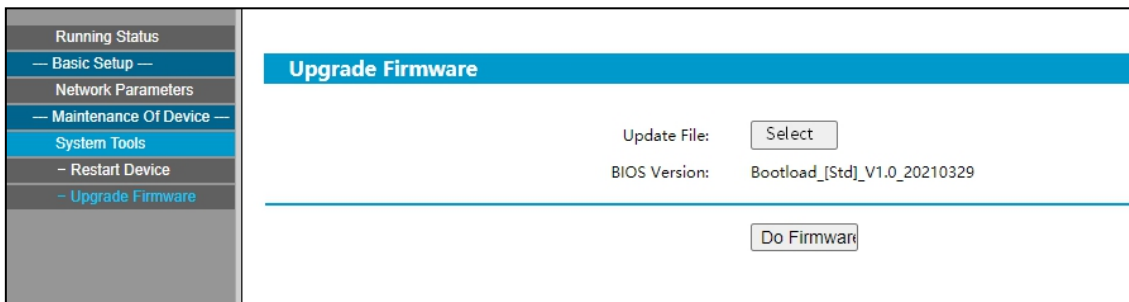 Running Status
— Basic Setup —
Network Parameters
— Maintenance Of Device —
System Tools
− Restart Device
− Upgrade Firmware
Upgrade Firmware
Update File: Select
BIOS Version: Bootload_[Std]_V1.0_20210329
Do Firmware